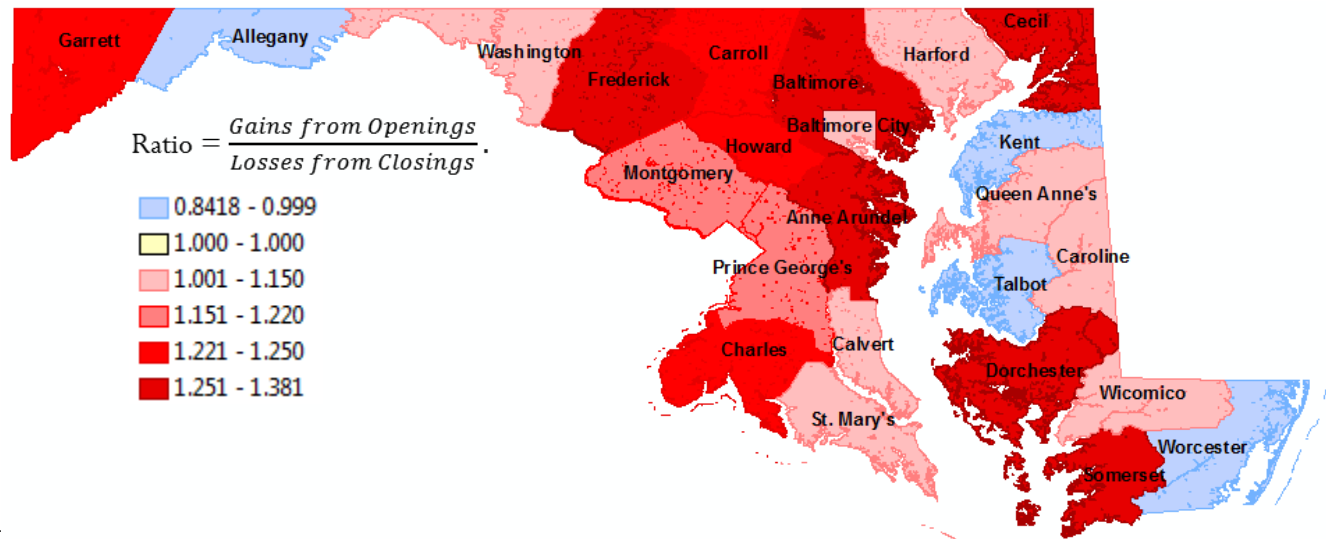 Garrett
Allegany
Washington
Frederick
Carroll
Baltimore
Harford
Cecil
Baltimore City
Howard
Montgomery
Kent
Queen Anne's
Anne Arundel
Prince George's
Caroline
Talbot
Charles
Calvert
Dorchester
St. Mary's
Wicomico
Worcester
Somerset
Ratio = Gains from Openings / Losses from Closings.
0.8418 - 0.999
1.000 - 1.000
1.001 - 1.150
1.151 - 1.220
1.221 - 1.250
1.251 - 1.381